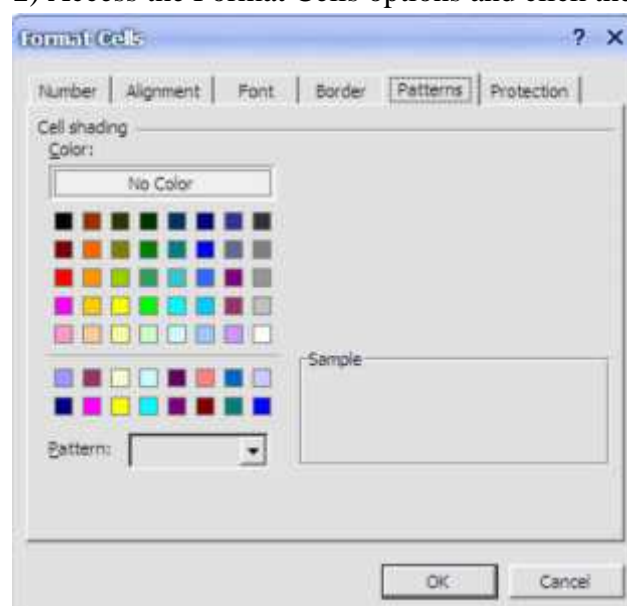 2) Access the Format Cells options and click the
Format Cells
Number Alignment Font Border Patterns Protection
Cell shading
Color:
No Color
Sample
Pattern:
OK Cancel